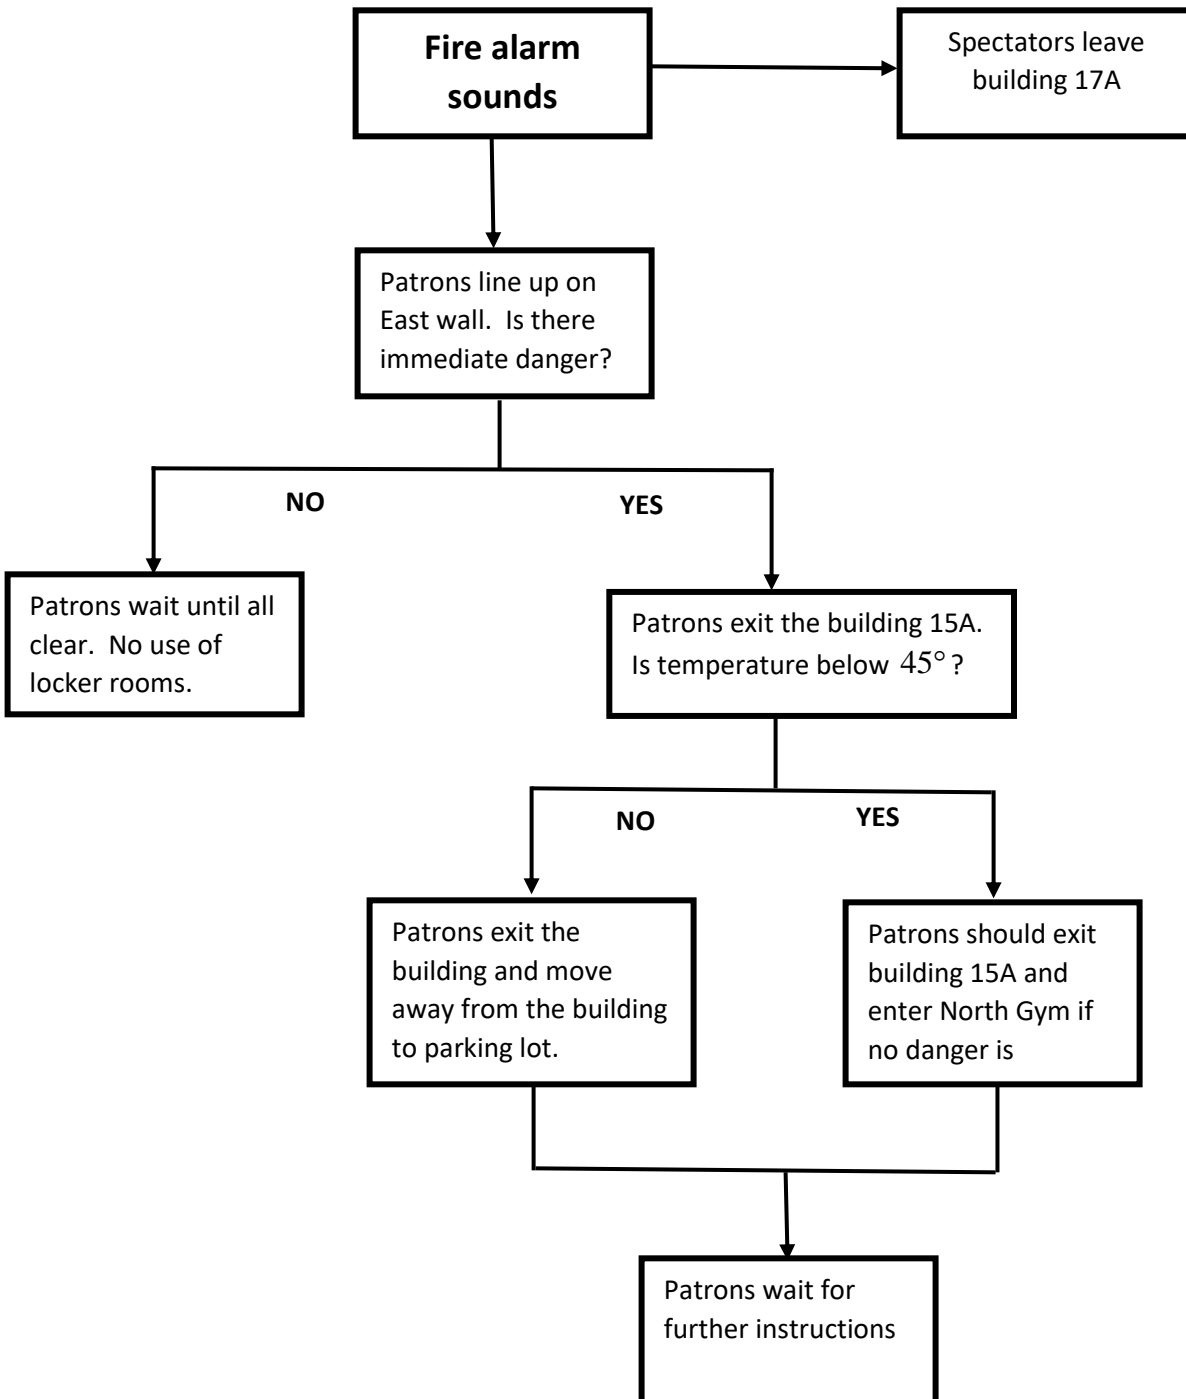 Fire alarm
sounds
Spectators leave
building 17A
Patrons line up on
East wall.  Is there
immediate danger?
NO
YES
Patrons wait until all
clear.  No use of
locker rooms.
Patrons exit the building 15A.
Is temperature below 45° ?
NO
YES
Patrons exit the
building and move
away from the building
to parking lot.
Patrons should exit
building 15A and
enter North Gym if
no danger is
Patrons wait for
further instructions